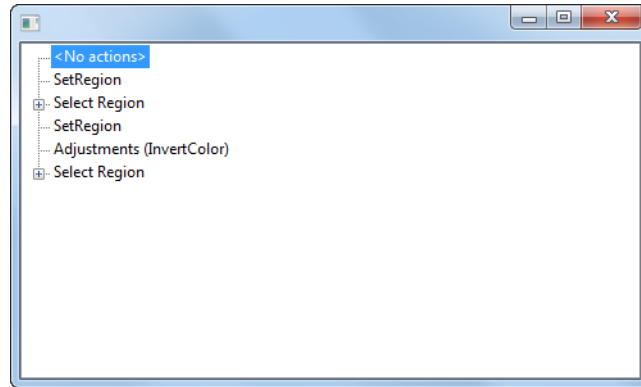 <No actions>
SetRegion
Select Region
SetRegion
Adjustments (InvertColor)
Select Region